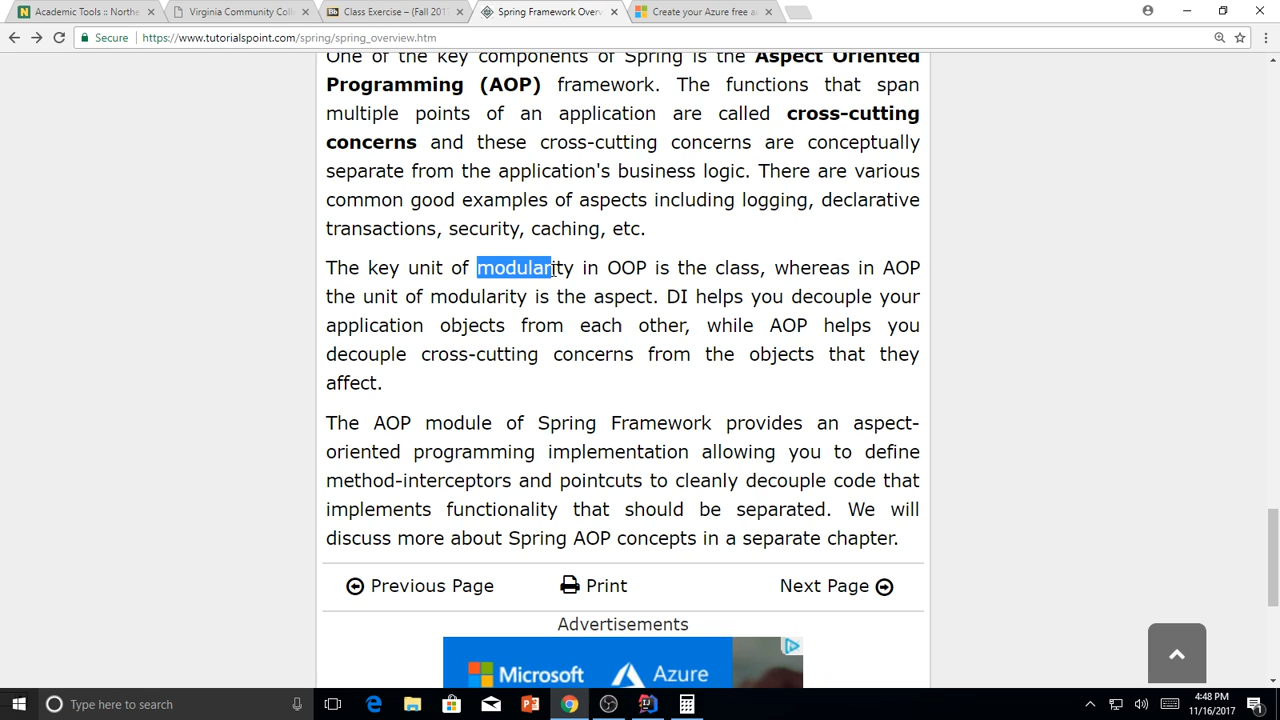 Academic Tools :: Northe
Virginia Community Coll
Class Exercise – (Fall 201
Spring Framework Over
Create your Azure free a
Secure
https://www.tutorialspoint.com/spring/spring_overview.htm
One of the key components of Spring is the Aspect Oriented
Programming (AOP) framework. The functions that span
multiple points of an application are called cross-cutting
concerns and these cross-cutting concerns are conceptually
separate from the application's business logic. There are various
common good examples of aspects including logging, declarative
transactions, security, caching, etc.
The key unit of modularity in OOP is the class, whereas in AOP
the unit of modularity is the aspect. DI helps you decouple your
application objects from each other, while AOP helps you
decouple cross-cutting concerns from the objects that they
affect.
The AOP module of Spring Framework provides an aspect-
oriented programming implementation allowing you to define
method-interceptors and pointcuts to cleanly decouple code that
implements functionality that should be separated. We will
discuss more about Spring AOP concepts in a separate chapter.
Previous Page
Print
Next Page
Advertisements
Microsoft
Azure
Type here to search
4:48 PM
11/16/2017